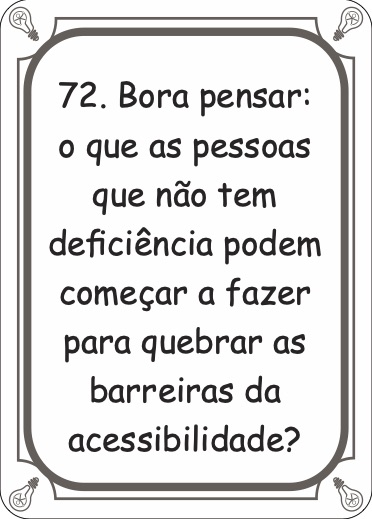 72. Bora pensar:
o que as pessoas
que não tem
deficiência podem
começar a fazer
para quebrar as
barreiras da
acessibilidade?